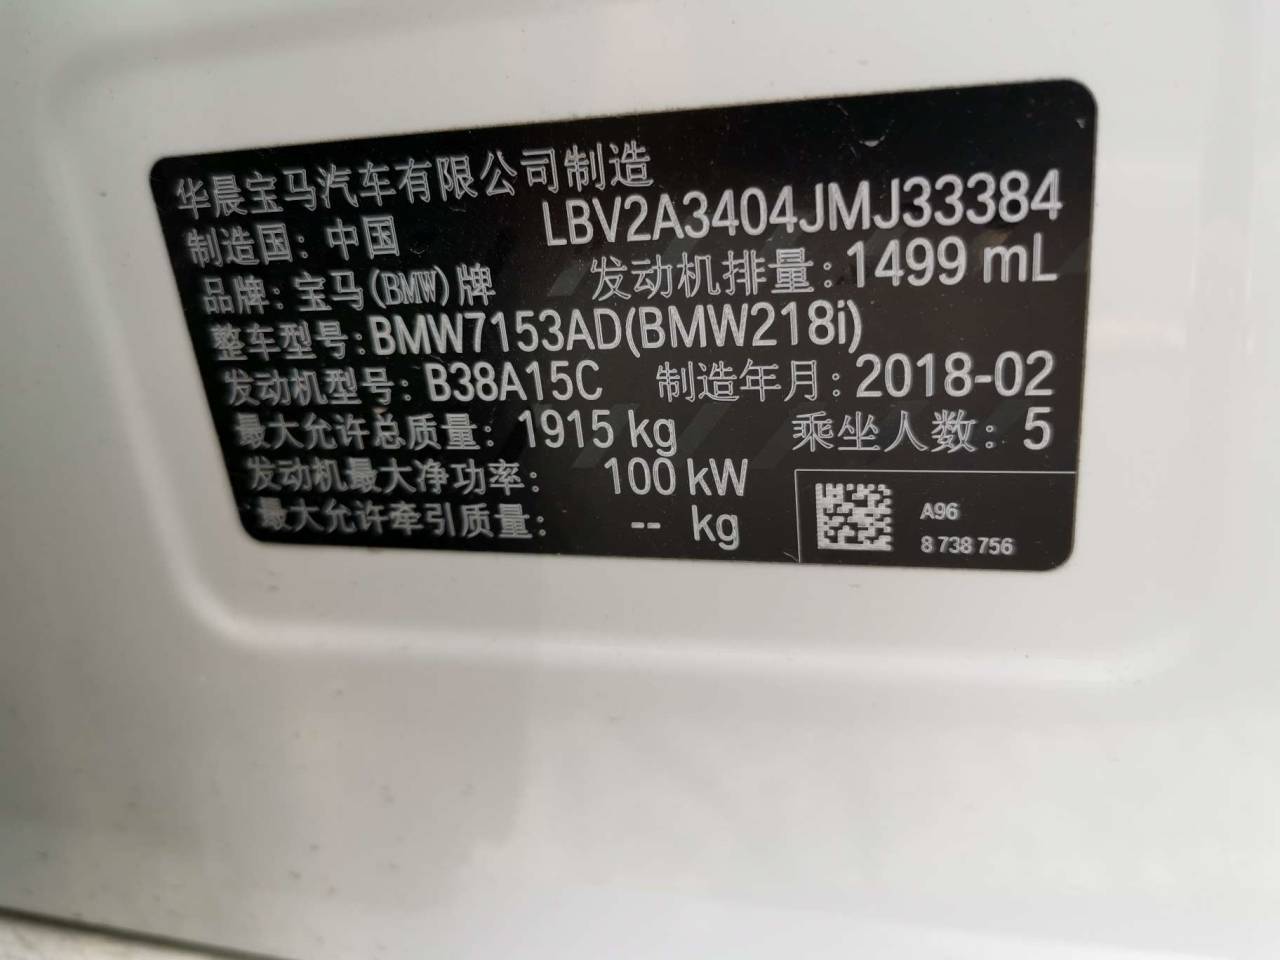 华晨宝马汽车有限公司制造
制造国：中国 LBV2A3404JMJ33384
品牌：宝马(BMW)牌 发动机排量：1499 mL
整车型号：BMW7153AD(BMW218i)
发动机型号：B38A15C 制造年月：2018-02
最大允许总质量：1915 kg 乘坐人数：5
发动机最大净功率：100 kW
最大允许牵引质量：-- kg
A96
8 738 756